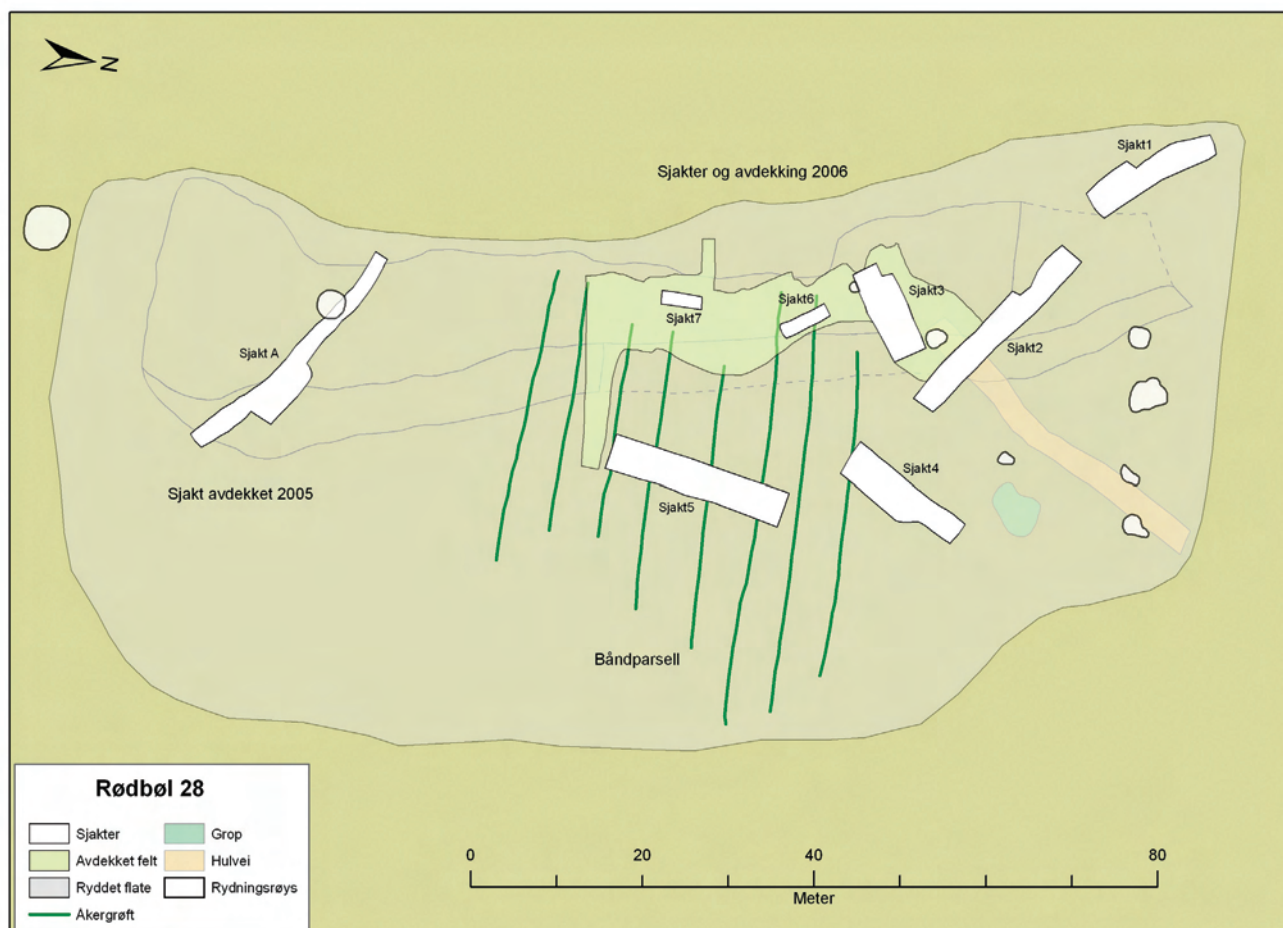 N
Sjakt1
Sjakter og avdekking 2006
Sjakt3
Sjakt6
Sjakt7
Sjakt2
Sjakt A
Sjakt4
Sjakt avdekket 2005
Sjakt5
Båndparsell
Rødbøl 28
Sjakter
Grop
Avdekket felt
Hulvei
Ryddet flate
Rydningsrøys
Åkergrøft
0 20 40 80
Meter